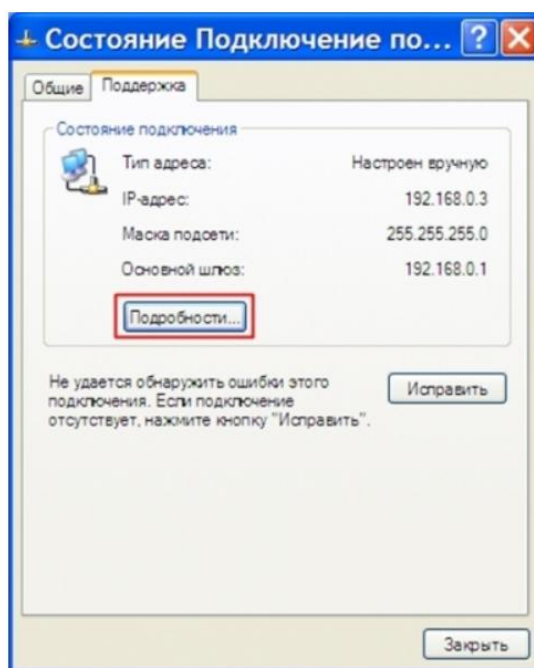 Состояние Подключение по...
Общие
Поддержка
Состояние подключения
Тип адреса: Настроен вручную
IP-адрес: 192.168.0.3
Маска подсети: 255.255.255.0
Основной шлюз: 192.168.0.1
Подробности...
Не удается обнаружить ошибки этого
подключения. Если подключение
отсутствует, нажмите кнопку "Исправить".
Исправить
Закрыть